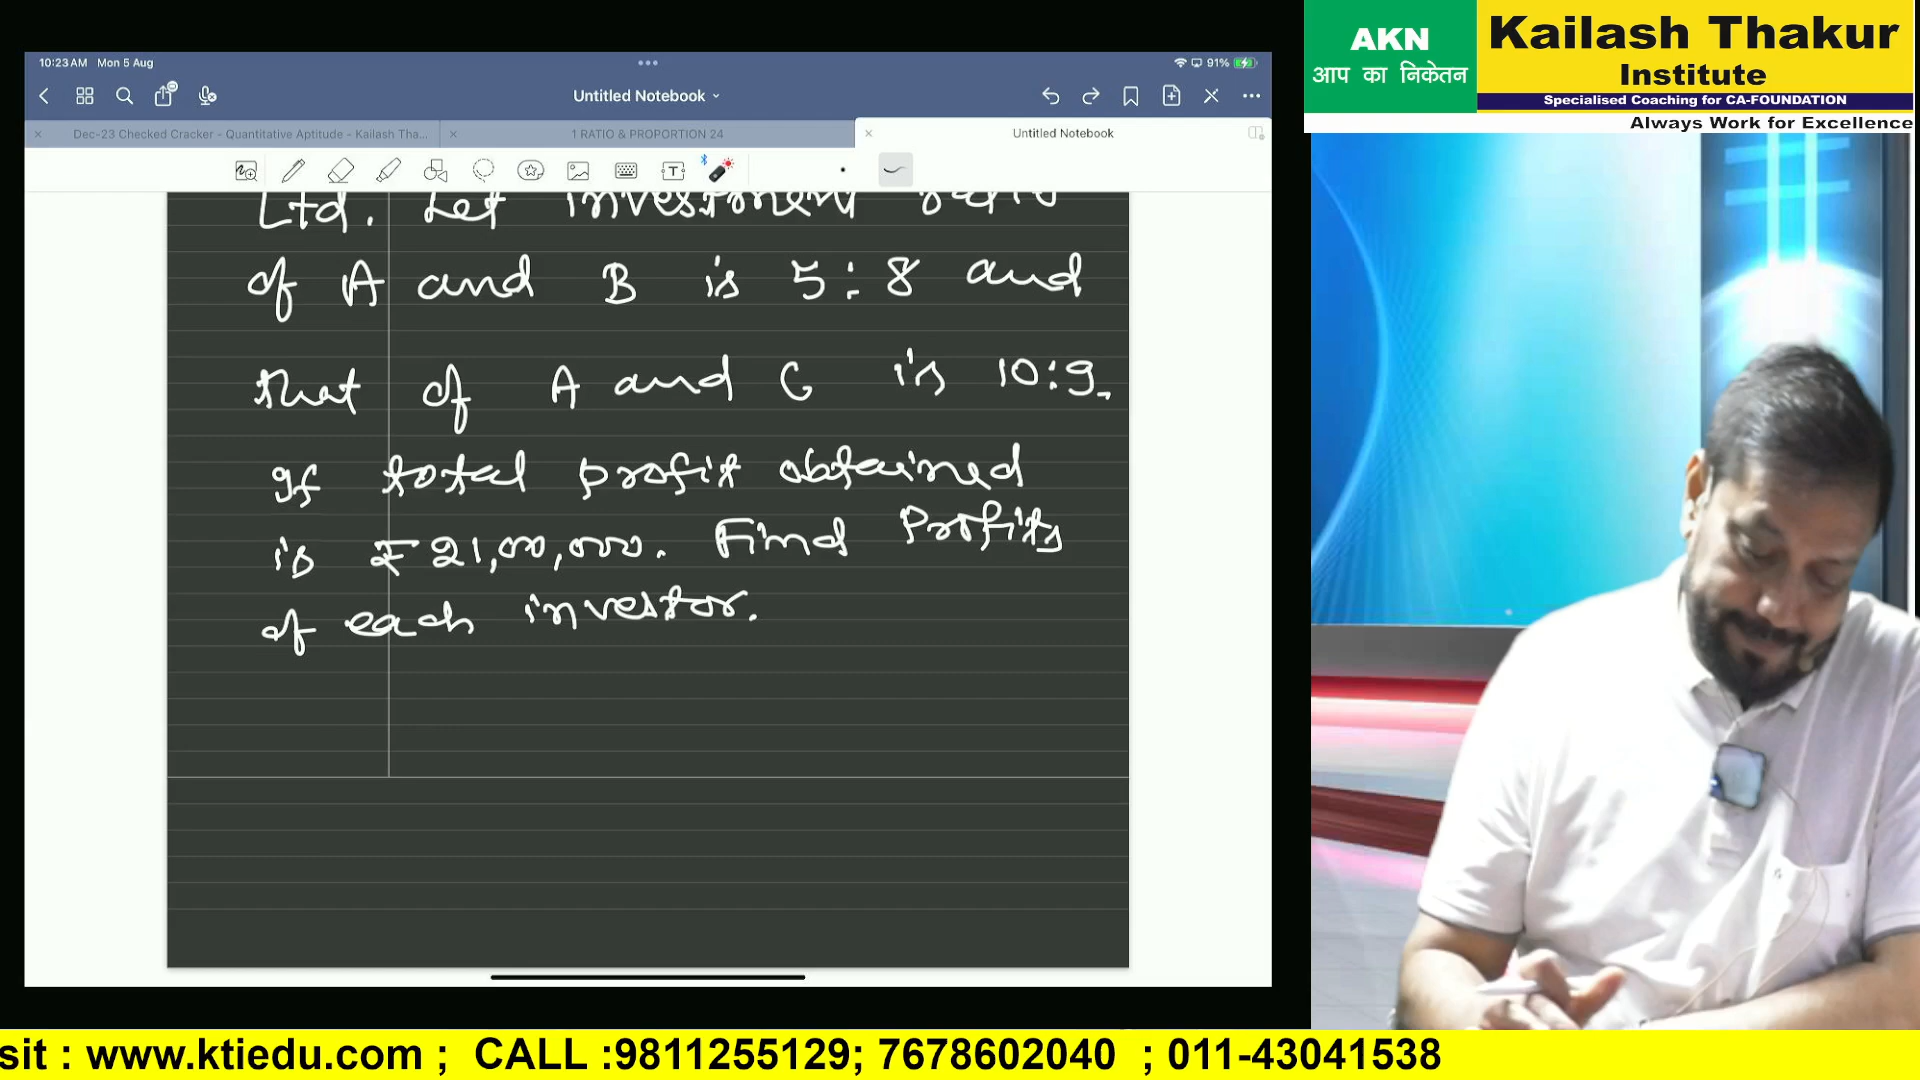 10:23 AM Mon 5 Aug
91%
Untitled Notebook
Dec-23 Checked Cracker - Quantitative Aptitude - Kailash Tha...
1 RATIO & PROPORTION 24
Untitled Notebook
Ltd. Let investment ratio
of A and B is 5:8 and
that of A and C is 10:9.
If total profit obtained
is ₹ 21,00,000. Find Profits
of each investor.
AKN
आप का निकेतन
Kailash Thakur
Institute
Specialised Coaching for CA-FOUNDATION
Always Work for Excellence
sit : www.ktiedu.com ; CALL :9811255129; 7678602040 ; 011-43041538